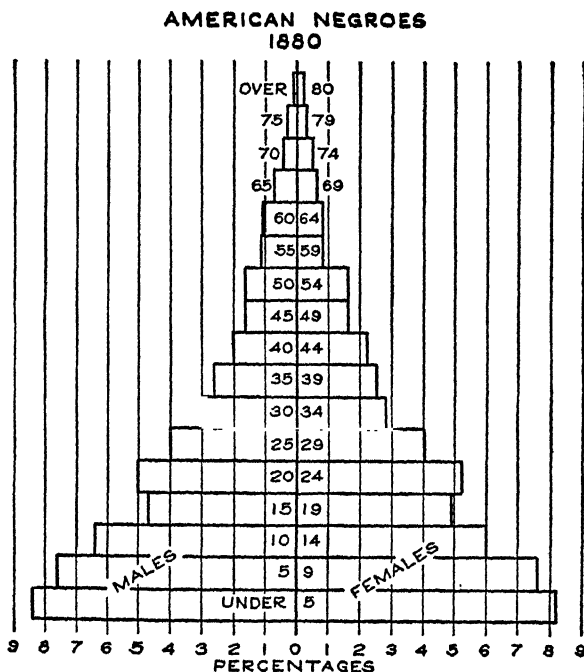 AMERICAN NEGROES
1880
OVER 80
75 79
70 74
65 69
60 64
55 59
50 54
45 49
40 44
35 39
30 34
25 29
20 24
15 19
10 14
MALES
FEMALES
5 9
UNDER 5
9 8 7 6 5 4 3 2 1 0 1 2 3 4 5 6 7 8 9
PERCENTAGES